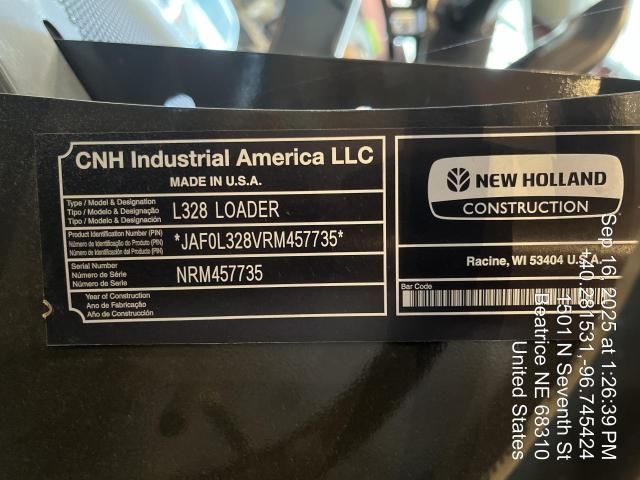 CNH Industrial America LLC
MADE IN U.S.A.
Type / Model & Designation
Tipo / Modelo & Designação
Tipo / Modelo & Designación
L328 LOADER
Product Identification Number (PIN)
Número de Identificação do Produto (PIN)
Número de Identificación del Producto (PIN)
*JAF0L328VRM457735*
Serial Number
Número de Série
Número de Serie
NRM457735
Year of Construction
Ano de Fabricação
Año de Construcción
NEW HOLLAND
CONSTRUCTION
Racine, WI 53404 U.S.A.
Bar Code
Sep 16, 2025 at 1:26:39 PM
+40.281531,-96.745424
1501 N Seventh St
Beatrice NE 68310
United States